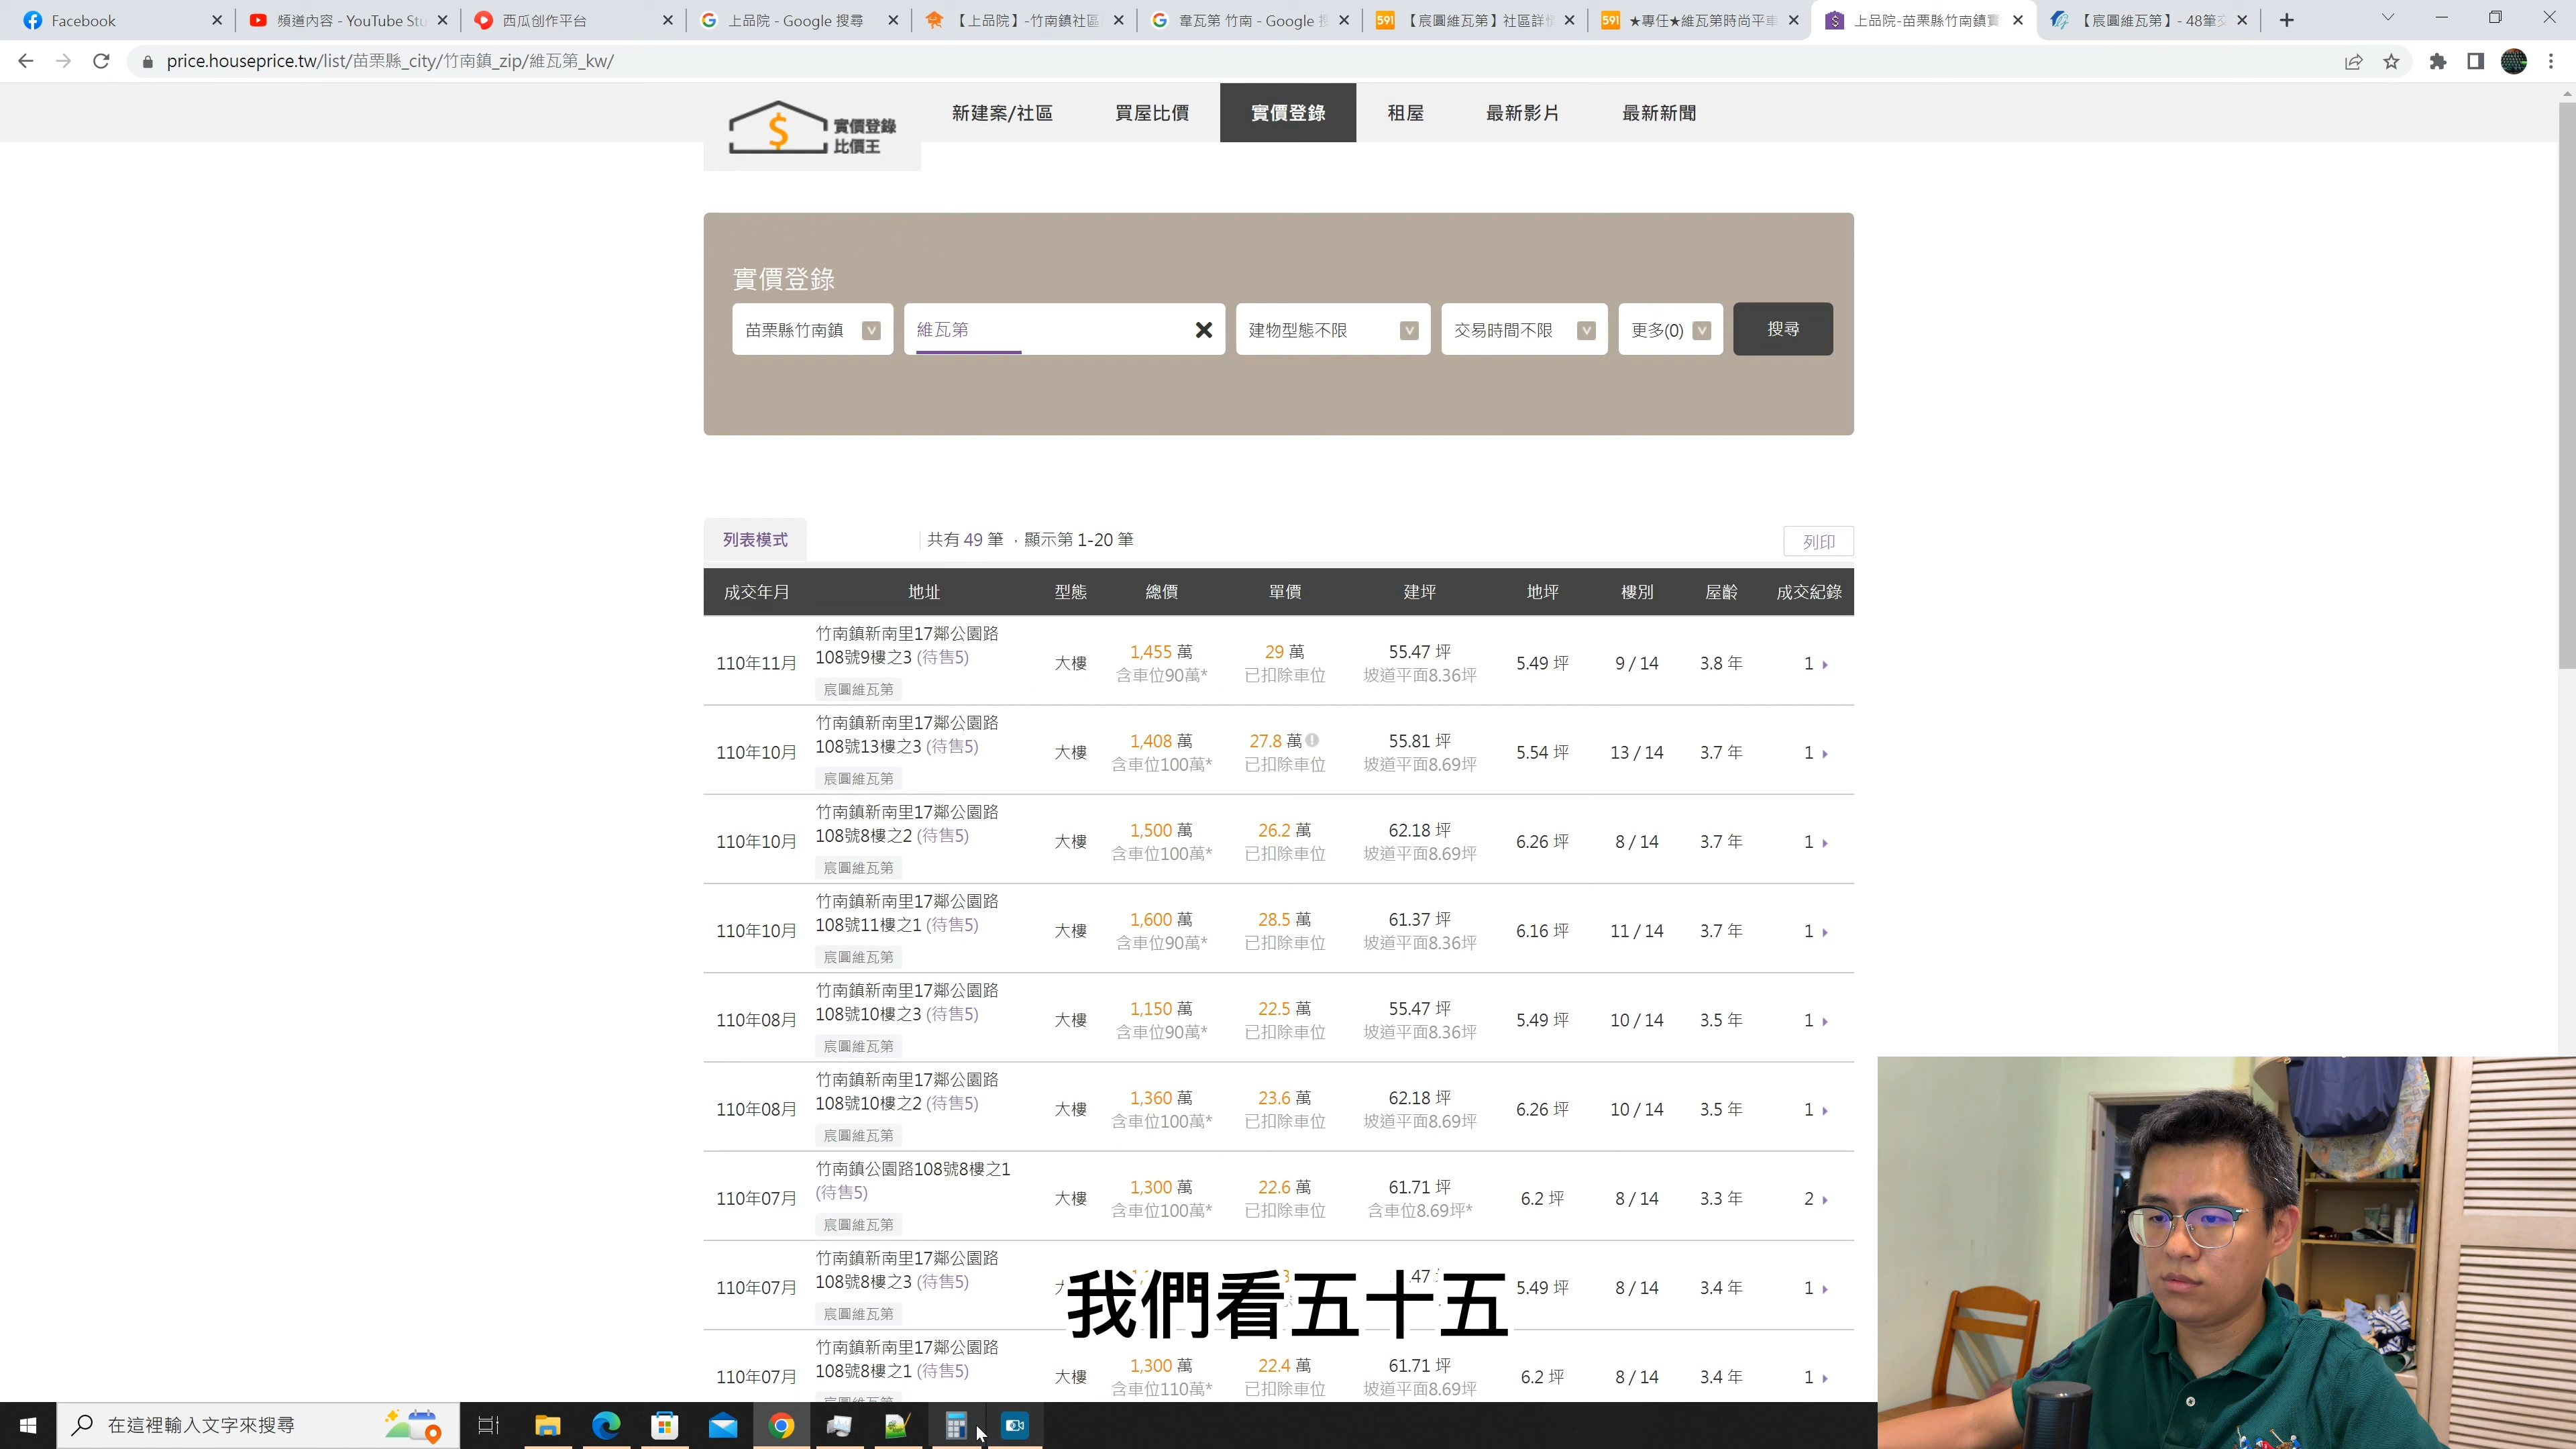 Facebook
頻道內容 - YouTube Stu
西瓜创作平台
上品院 - Google 搜尋
【上品院】-竹南鎮社區
韋瓦第 竹南 - Google 搜
【宸圓維瓦第】社區詳情
★專任★維瓦第時尚平車
上品院-苗栗縣竹南鎮實
【宸圓維瓦第】- 48筆交
price.houseprice.tw/list/苗栗縣_city/竹南鎮_zip/維瓦第_kw/
實價登錄
比價王
新建案/社區
買屋比價
實價登錄
租屋
最新影片
最新新聞
實價登錄
苗栗縣竹南鎮
維瓦第
建物型態不限
交易時間不限
更多(0)
搜尋
列表模式
共有 49 筆 ，顯示第 1-20 筆
列印
成交年月 地址 型態 總價 單價 建坪 地坪 樓別 屋齡 成交紀錄
竹南鎮新南里17鄰公園路
110年11月 108號9樓之3 (待售5) 大樓 1,455 萬 29 萬 55.47 坪 5.49 坪 9 / 14 3.8 年 1
含車位90萬* 已扣除車位 坡道平面8.36坪
宸圓維瓦第
竹南鎮新南里17鄰公園路
110年10月 108號13樓之3 (待售5) 大樓 1,408 萬 27.8 萬 55.81 坪 5.54 坪 13 / 14 3.7 年 1
含車位100萬* 已扣除車位 坡道平面8.69坪
宸圓維瓦第
竹南鎮新南里17鄰公園路
110年10月 108號8樓之2 (待售5) 大樓 1,500 萬 26.2 萬 62.18 坪 6.26 坪 8 / 14 3.7 年 1
含車位100萬* 已扣除車位 坡道平面8.69坪
宸圓維瓦第
竹南鎮新南里17鄰公園路
110年10月 108號11樓之1 (待售5) 大樓 1,600 萬 28.5 萬 61.37 坪 6.16 坪 11 / 14 3.7 年 1
含車位90萬* 已扣除車位 坡道平面8.36坪
宸圓維瓦第
竹南鎮新南里17鄰公園路
110年08月 108號10樓之3 (待售5) 大樓 1,150 萬 22.5 萬 55.47 坪 5.49 坪 10 / 14 3.5 年 1
含車位90萬* 已扣除車位 坡道平面8.36坪
宸圓維瓦第
竹南鎮新南里17鄰公園路
110年08月 108號10樓之2 (待售5) 大樓 1,360 萬 23.6 萬 62.18 坪 6.26 坪 10 / 14 3.5 年 1
含車位100萬* 已扣除車位 坡道平面8.69坪
宸圓維瓦第
竹南鎮公園路108號8樓之1
110年07月 (待售5) 大樓 1,300 萬 22.6 萬 61.71 坪 6.2 坪 8 / 14 3.3 年 2
含車位100萬* 已扣除車位 含車位8.69坪*
宸圓維瓦第
竹南鎮新南里17鄰公園路
110年07月 108號8樓之3 (待售5) .47 5.49 坪 8 / 14 3.4 年 1
宸圓維瓦第
我們看五十五
竹南鎮新南里17鄰公園路
110年07月 108號8樓之1 (待售5) 大樓 1,300 萬 22.4 萬 61.71 坪 6.2 坪 8 / 14 3.4 年 1
含車位110萬* 已扣除車位 坡道平面8.69坪
在這裡輸入文字來搜尋